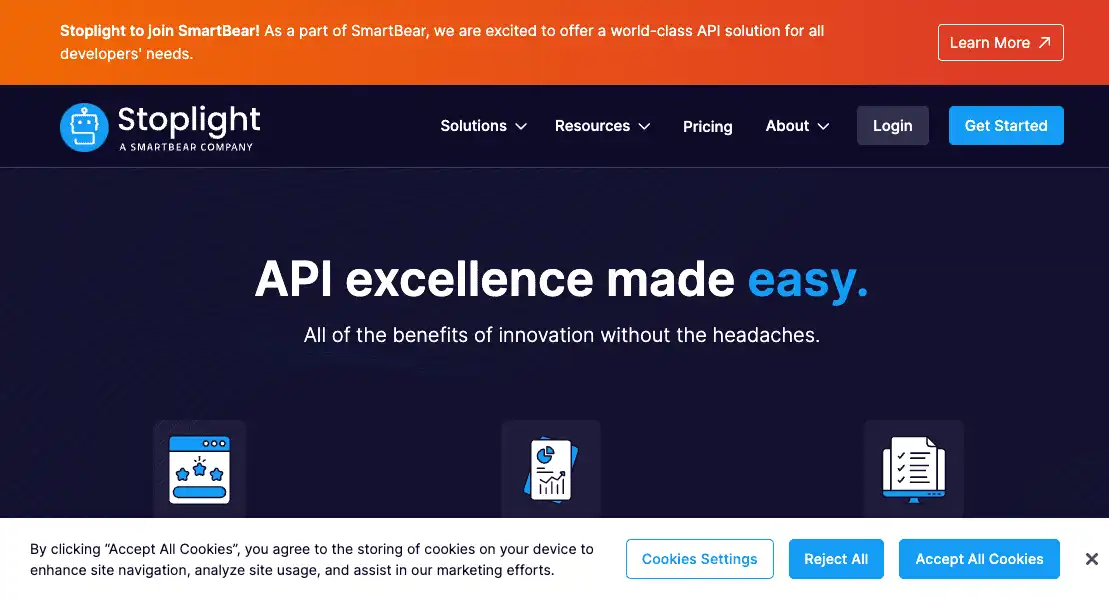 Stoplight to join SmartBear! As a part of SmartBear, we are excited to offer a world-class API solution for all
developers' needs.
Learn More
Stoplight
A SMARTBEAR COMPANY
Solutions
Resources
Pricing
About
Login
Get Started
API excellence made easy.
All of the benefits of innovation without the headaches.
By clicking “Accept All Cookies”, you agree to the storing of cookies on your device to
enhance site navigation, analyze site usage, and assist in our marketing efforts.
Cookies Settings
Reject All
Accept All Cookies